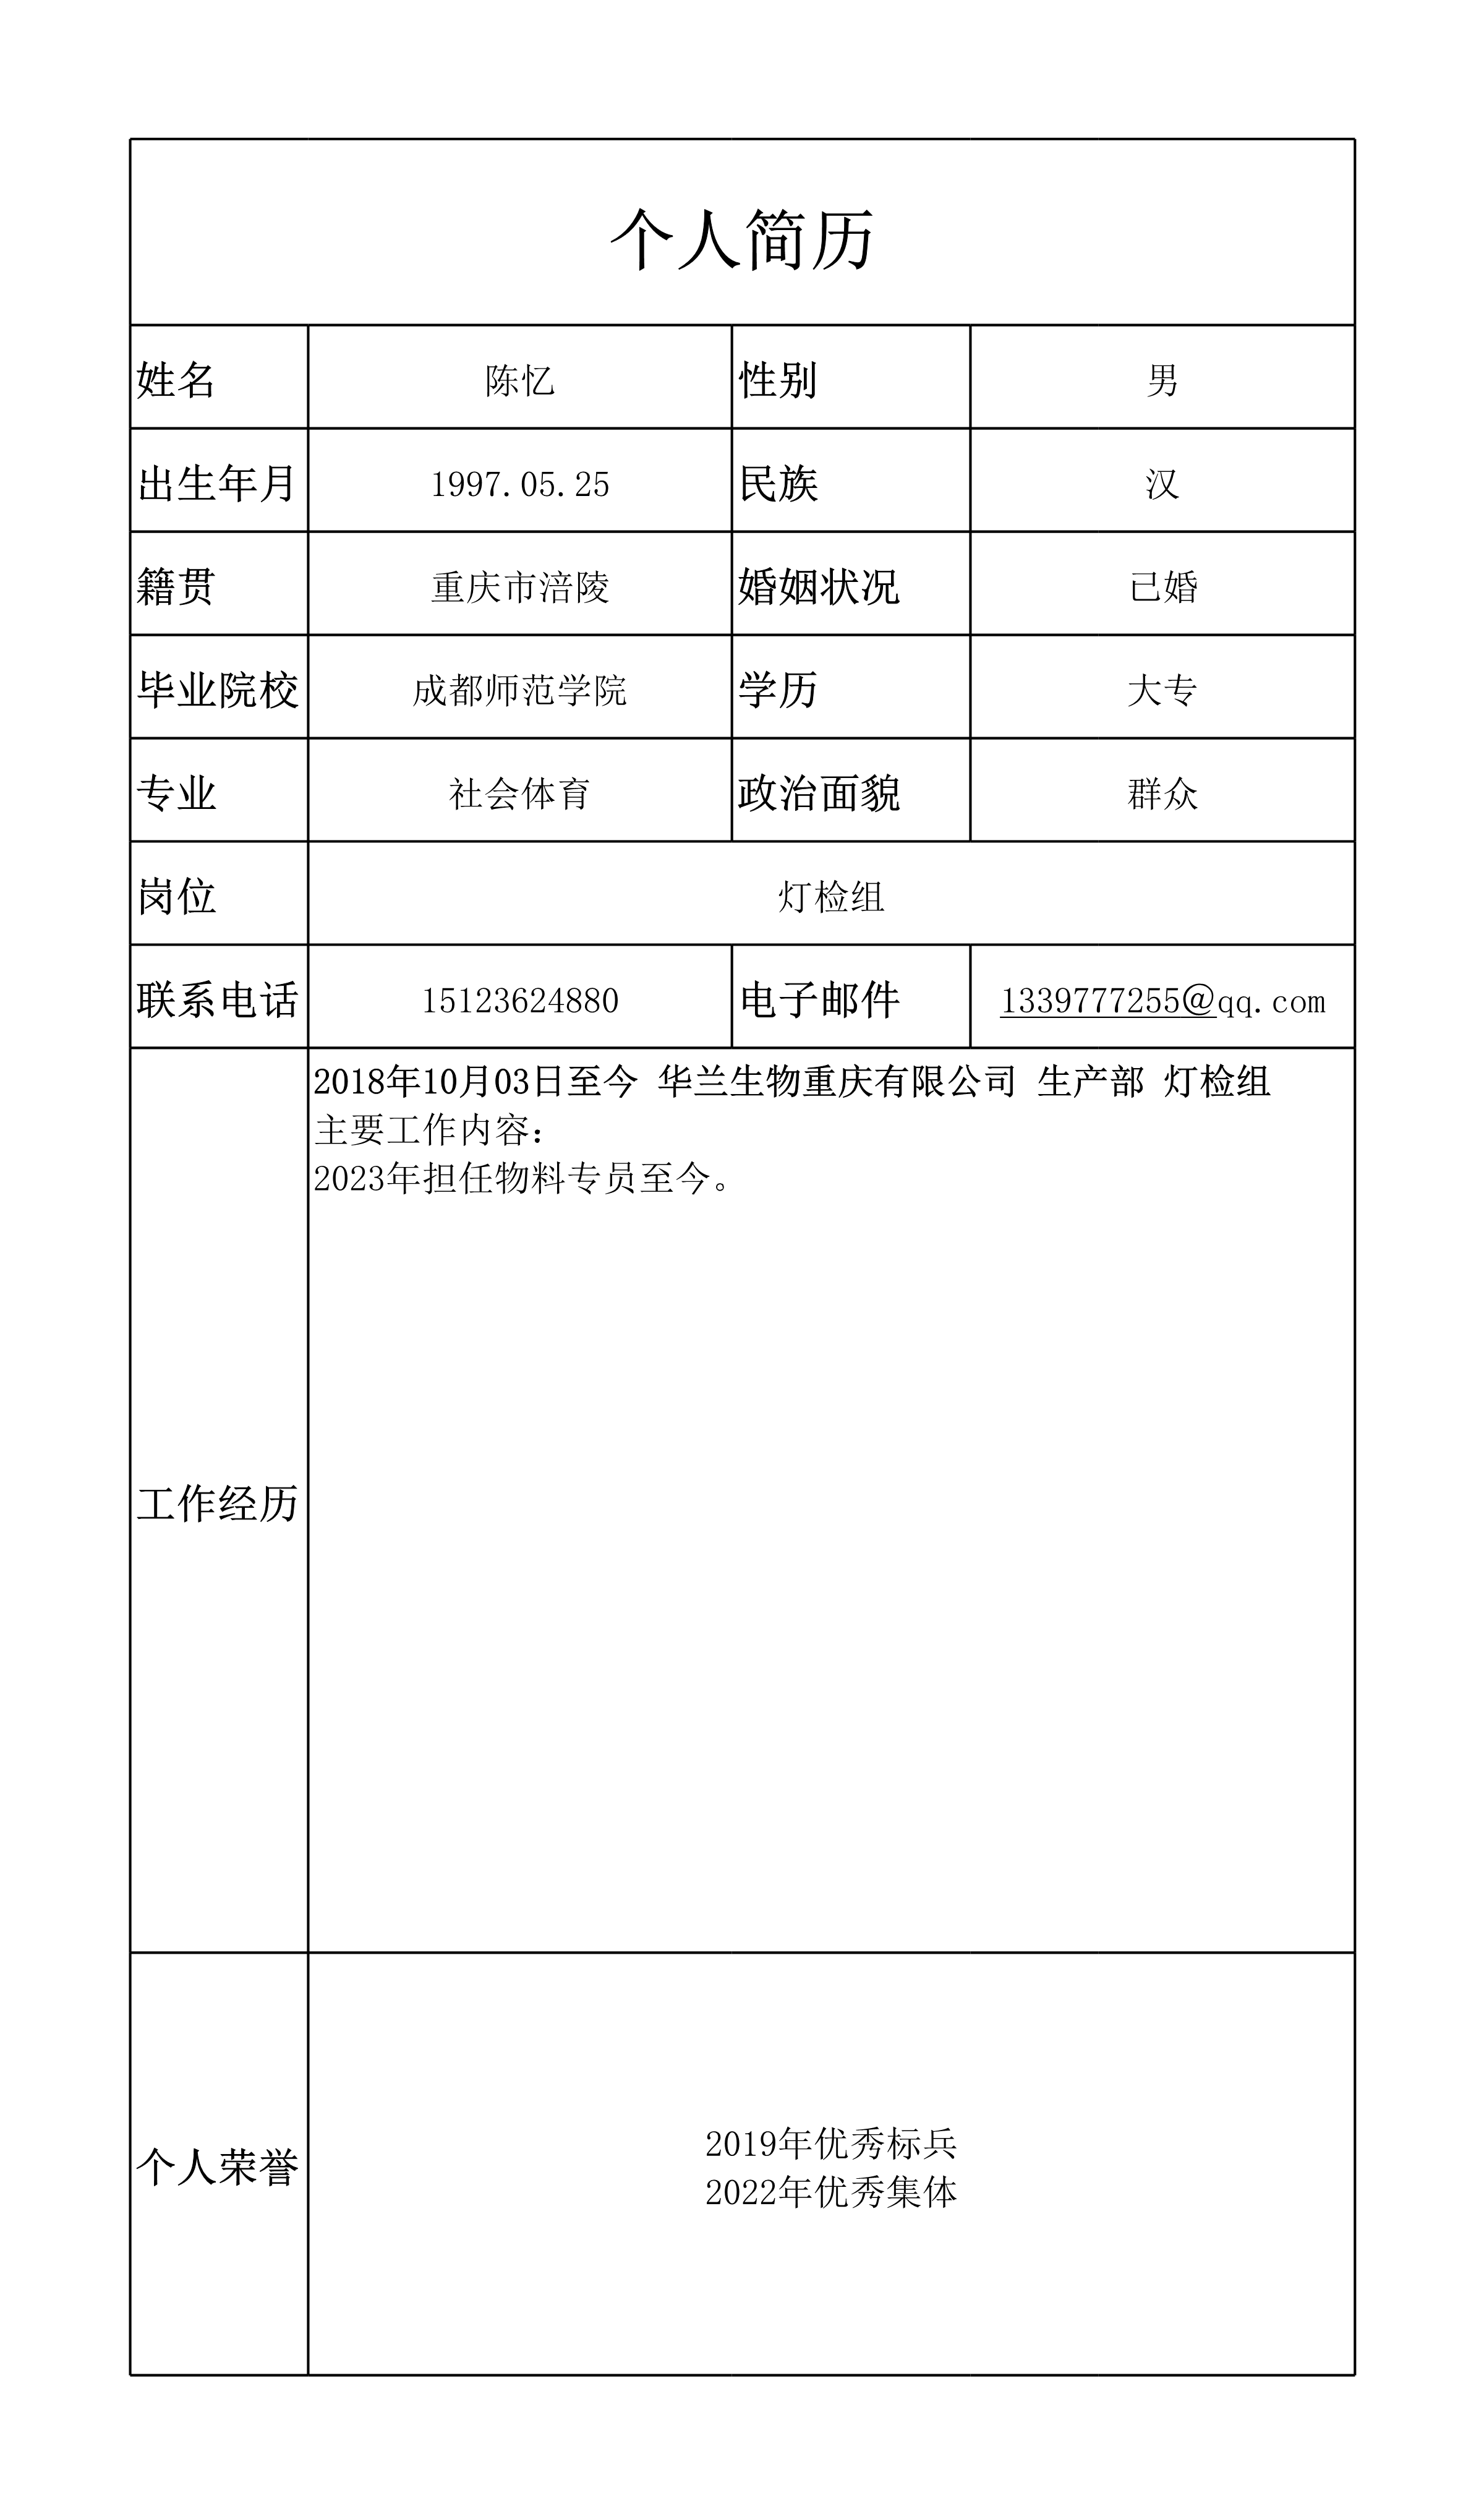 个人简历
姓名 陈忆 性别 男
出生年月 1997.05.25 民族 汉
籍贯 重庆市涪陵 婚姻状况 已婚
毕业院校 成都师范学院 学历 大专
专业 社会体育 政治面貌 群众
岗位 灯检组
联系电话 15123624880 电子邮件 1339777255@qq.com
2018年10月03日至今 华兰生物重庆有限公司 生产部 灯检组
主要工作内容：
2023年担任物料专员至今。
工作经历
2019年优秀标兵
个人荣誉
2022年优秀集体